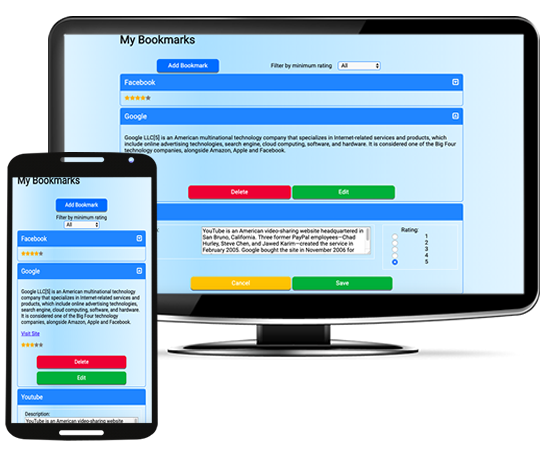 My Bookmarks
Add Bookmark
Filter by minimum rating
All
Facebook
Google
Google LLC[5] is an American multinational technology company that specializes in Internet-related services and products, which
include online advertising technologies, search engine, cloud computing, software, and hardware. It is considered one of the Big Four
technology companies, alongside Amazon, Apple and Facebook.
Delete
Edit
YouTube is an American video-sharing website headquartered in
San Bruno, California. Three former PayPal employees—Chad
Hurley, Steve Chen, and Jawed Karim—created the service in
February 2005. Google bought the site in November 2006 for
Rating:
1
2
3
4
5
Cancel
Save
My Bookmarks
Add Bookmark
Filter by minimum rating
All
Facebook
Google
Google LLC[5] is an American multinational technology
company that specializes in Internet-related services and
products, which include online advertising technologies,
search engine, cloud computing, software, and hardware.
It is considered one of the Big Four technology
companies, alongside Amazon, Apple and Facebook.
Visit Site
Delete
Edit
Youtube
Description:
YouTube is an American video-sharing website